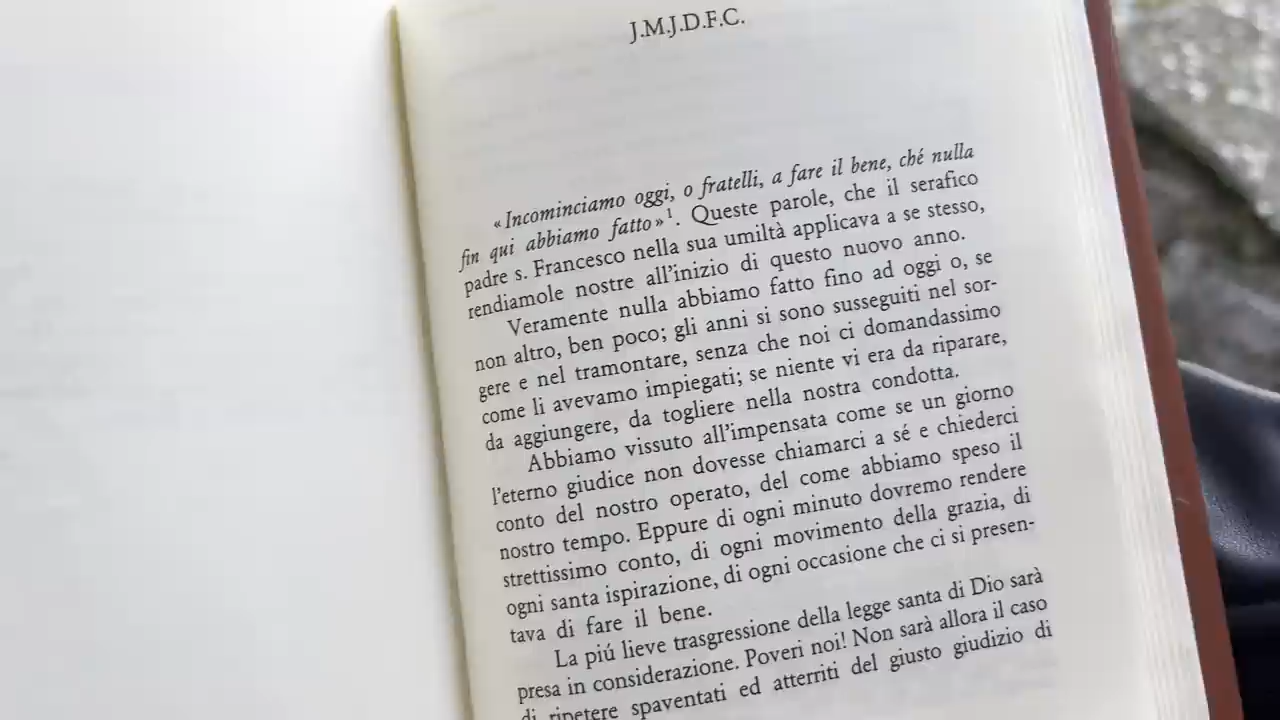 J.M.J.D.F.C.
«Incominciamo oggi, o fratelli, a fare il bene, ché nulla
fin qui abbiamo fatto»¹. Queste parole, che il serafico
padre s. Francesco nella sua umiltà applicava a se stesso,
rendiamole nostre all'inizio di questo nuovo anno.
Veramente nulla abbiamo fatto fino ad oggi o, se
non altro, ben poco; gli anni si sono susseguiti nel sor-
gere e nel tramontare, senza che noi ci domandassimo
come li avevamo impiegati; se niente vi era da riparare,
da aggiungere, da togliere nella nostra condotta.
Abbiamo vissuto all'impensata come se un giorno
l'eterno giudice non dovesse chiamarci a sé e chiederci
conto del nostro operato, del come abbiamo speso il
nostro tempo. Eppure di ogni minuto dovremo rendere
strettissimo conto, di ogni movimento della grazia, di
ogni santa ispirazione, di ogni occasione che ci si presen-
tava di fare il bene.
La piú lieve trasgressione della legge santa di Dio sarà
presa in considerazione. Poveri noi! Non sarà allora il caso
di ripetere spaventati ed atterriti del giusto giudizio di